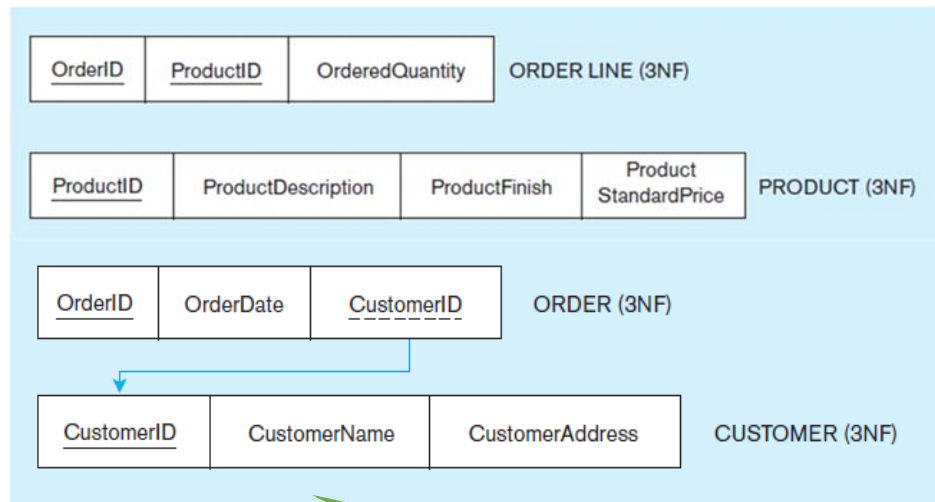 OrderID ProductID OrderedQuantity ORDER LINE (3NF)
ProductID ProductDescription ProductFinish Product StandardPrice PRODUCT (3NF)
OrderID OrderDate CustomerID ORDER (3NF)
CustomerID CustomerName CustomerAddress CUSTOMER (3NF)